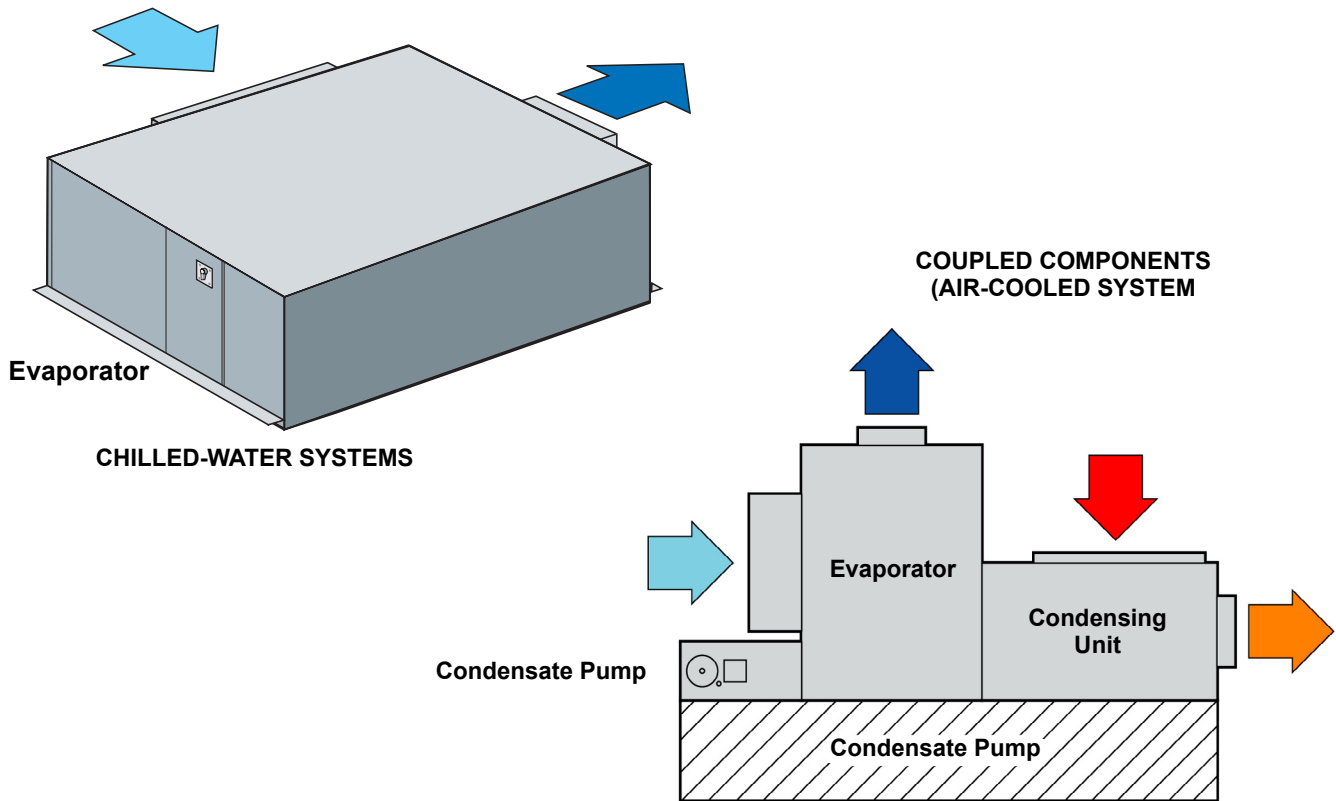 Evaporator
CHILLED-WATER SYSTEMS
COUPLED COMPONENTS
(AIR-COOLED SYSTEM
Evaporator
Condensing
Unit
Condensate Pump
Condensate Pump